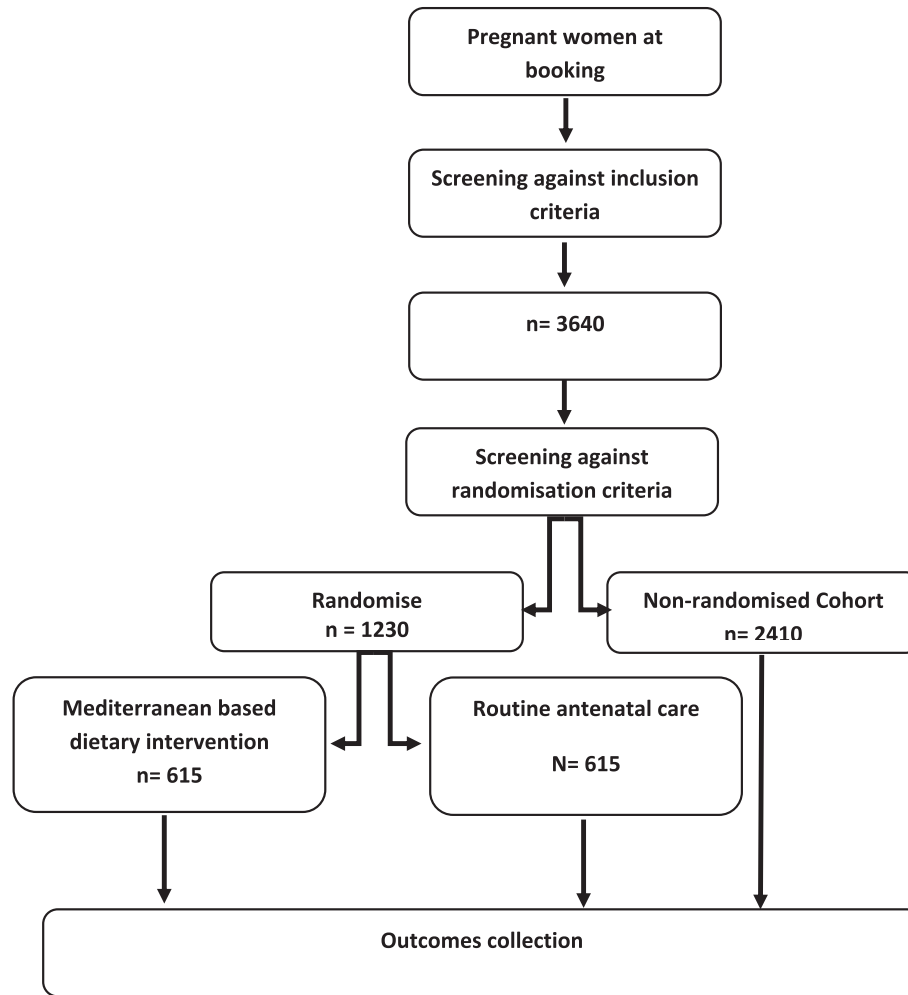 Pregnant women at
booking
Screening against inclusion
criteria
n= 3640
Screening against
randomisation criteria
Randomise
n = 1230
Non-randomised Cohort
n= 2410
Mediterranean based
dietary intervention
n= 615
Routine antenatal care
N= 615
Outcomes collection